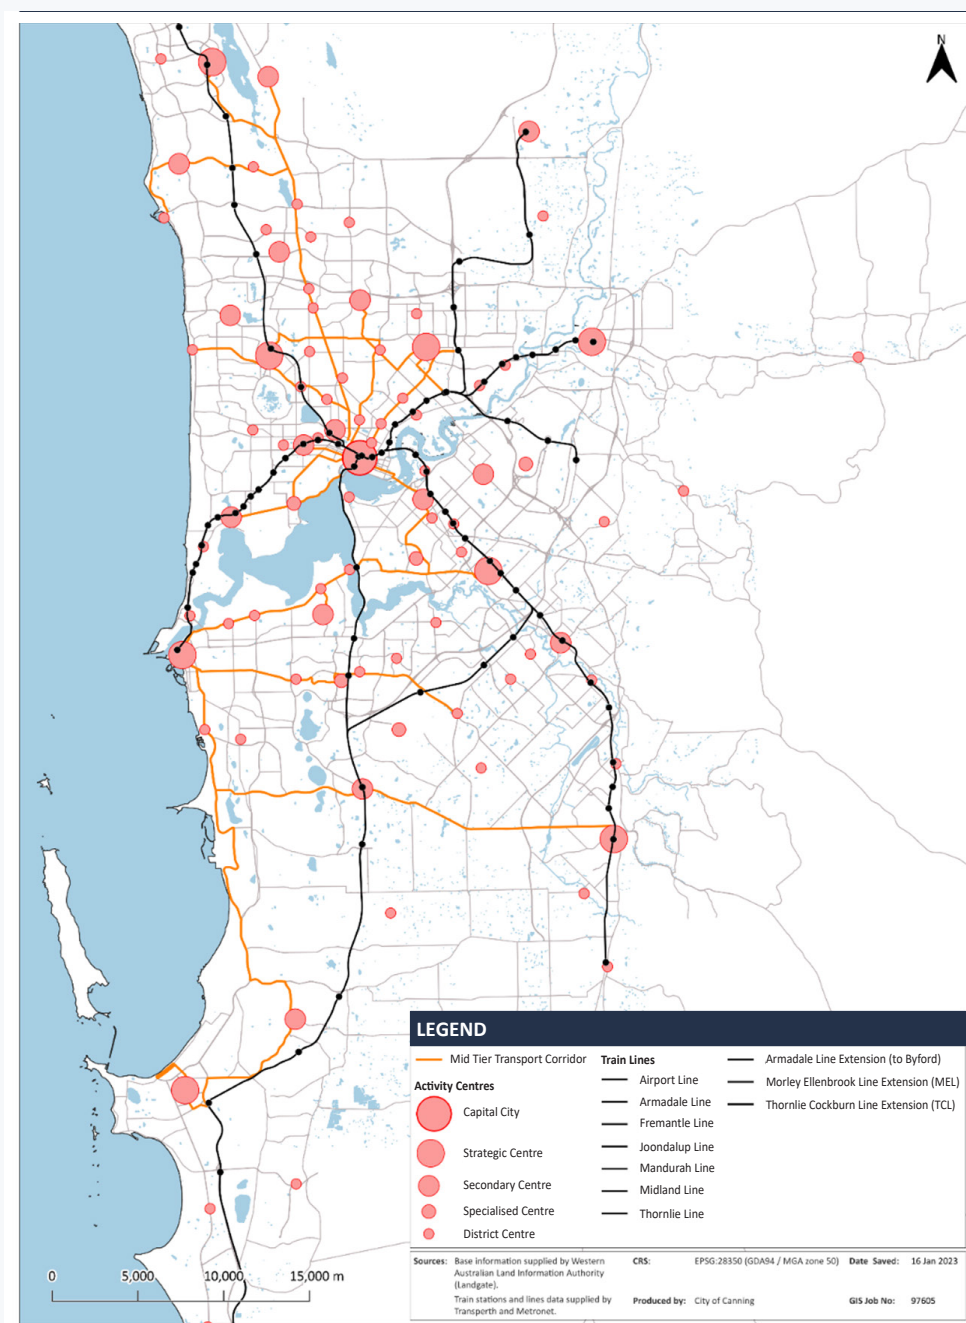 N
LEGEND
Mid Tier Transport Corridor
Activity Centres
Capital City
Strategic Centre
Secondary Centre
Specialised Centre
District Centre
Train Lines
Airport Line
Armadale Line
Fremantle Line
Joondalup Line
Mandurah Line
Midland Line
Thornlie Line
Armadale Line Extension (to Byford)
Morley Ellenbrook Line Extension (MEL)
Thornlie Cockburn Line Extension (TCL)
0 5,000 10,000 15,000 m
Sources: Base information supplied by Western
Australian Land Information Authority
(Landgate).
Train stations and lines data supplied by
Transperth and Metronet.
CRS: EPSG:28350 (GDA94 / MGA zone 50)
Date Saved: 16 Jan 2023
Produced by: City of Canning
GIS Job No: 97605